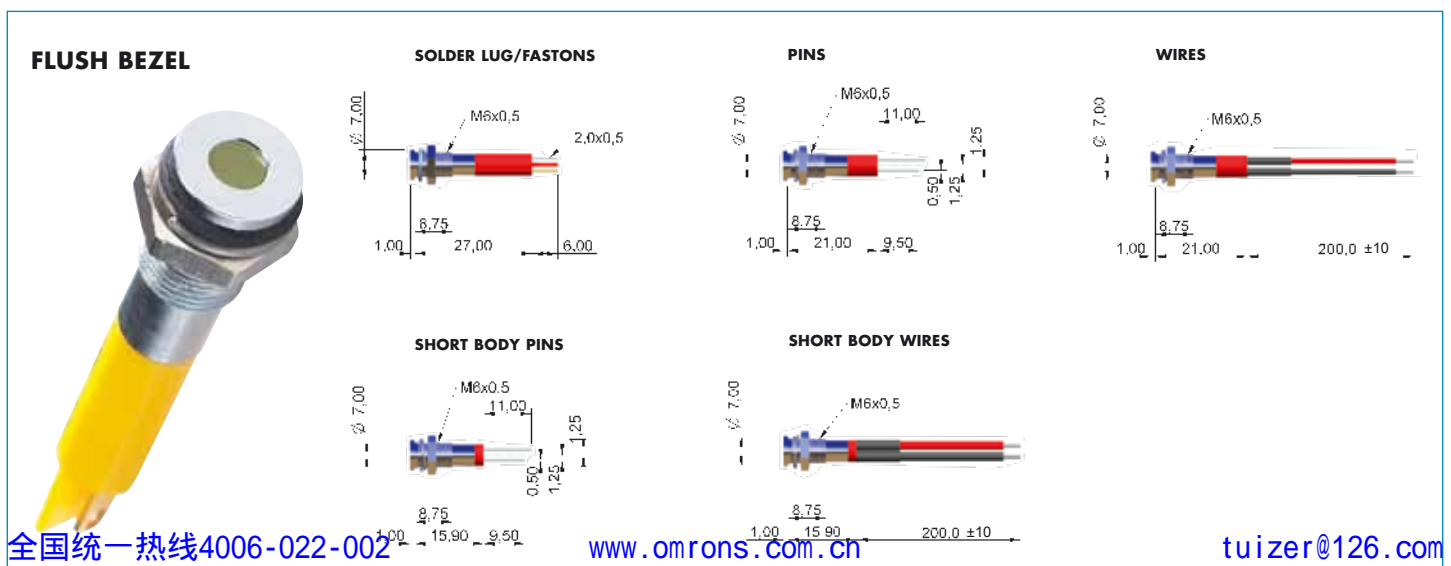 FLUSH BEZEL
SOLDER LUG/FASTONS
PINS
WIRES
Ø 7,00
M6x0,5
2,0x0,5
8.75
1,00
27,00
6,00
Ø 7,00
M6x0,5
11,00
1,25
0,50
1,25
8.75
1,00
21,00
9,50
Ø 7,00
M6x0,5
8.75
1,00
21,00
200,0 ±10
SHORT BODY PINS
SHORT BODY WIRES
Ø 7,00
M6x0.5
11,00
1,25
0,50
1,25
8,75
1,00
15,90
9,50
Ø 7,00
M6x0,5
8.75
1,00
15 90
200,0 ±10
全国统一热线4006-022-002
www.omrons.com.cn
tuizer@126.com